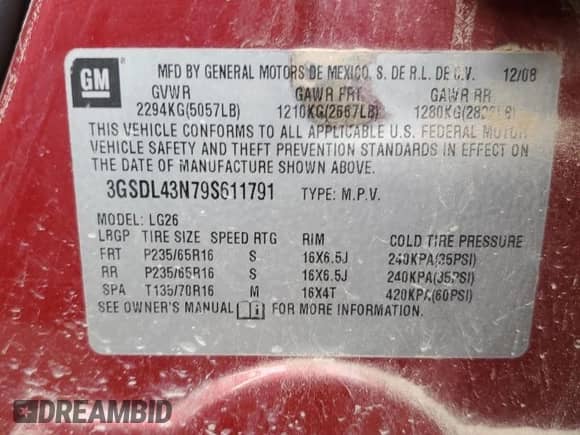 GM
MFD BY GENERAL MOTORS DE MEXICO, S. DE R.L. DE C.V. 12/08
GVWR GAWR FRT GAWR RR
2294KG(5057LB) 1210KG(2667LB) 1280KG(2822LB)
THIS VEHICLE CONFORMS TO ALL APPLICABLE U.S. FEDERAL MOTOR
VEHICLE SAFETY AND THEFT PREVENTION STANDARDS IN EFFECT ON
THE DATE OF MANUFACTURE SHOWN ABOVE.
3GSDL43N79S611791 TYPE: M.P.V.
MODEL: LG26
LRGP TIRE SIZE SPEED RTG RIM COLD TIRE PRESSURE
FRT P235/65R16 S 16X6.5J 240KPA(35PSI)
RR P235/65R16 S 16X6.5J 240KPA(35PSI)
SPA T135/70R16 M 16X4T 420KPA(60PSI)
SEE OWNER'S MANUAL FOR MORE INFORMATION.
DREAMBID